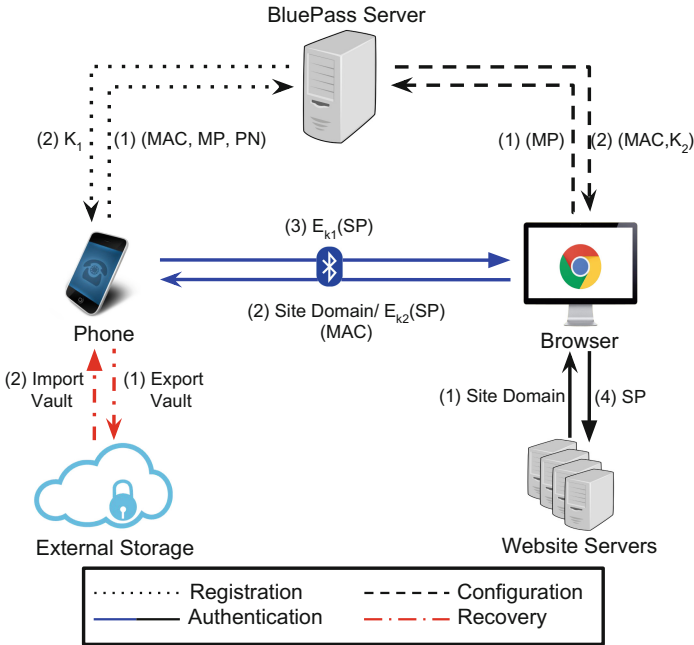 BluePass Server
(2) K1
(1) (MAC, MP, PN)
(1) (MP)
(2) (MAC,K2)
(3) Ek1(SP)
(2) Site Domain/ Ek2(SP)
(MAC)
Phone
Browser
(2) Import
Vault
(1) Export
Vault
(1) Site Domain
(4) SP
External Storage
Website Servers
Registration
Configuration
Authentication
Recovery